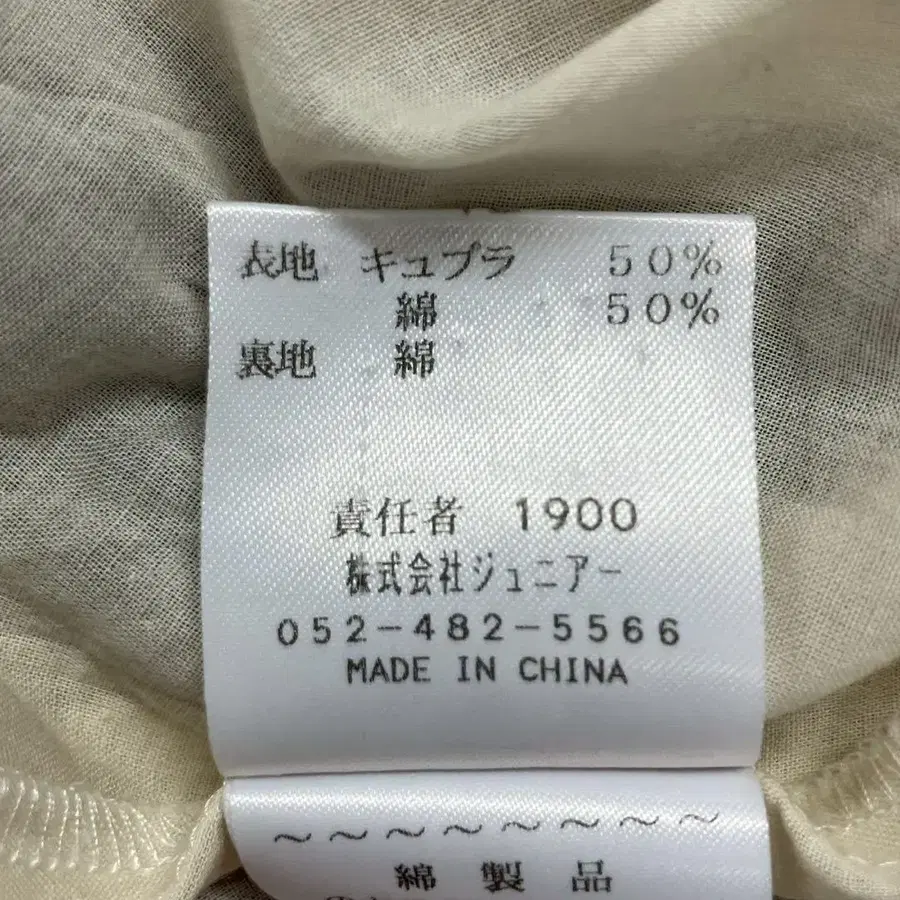 表地 キュプラ 50%
綿 50%
裏地 綿
責任者 1900
株式会社ジュニアー
052-482-5566
MADE IN CHINA
~~~~~~~~
綿製品